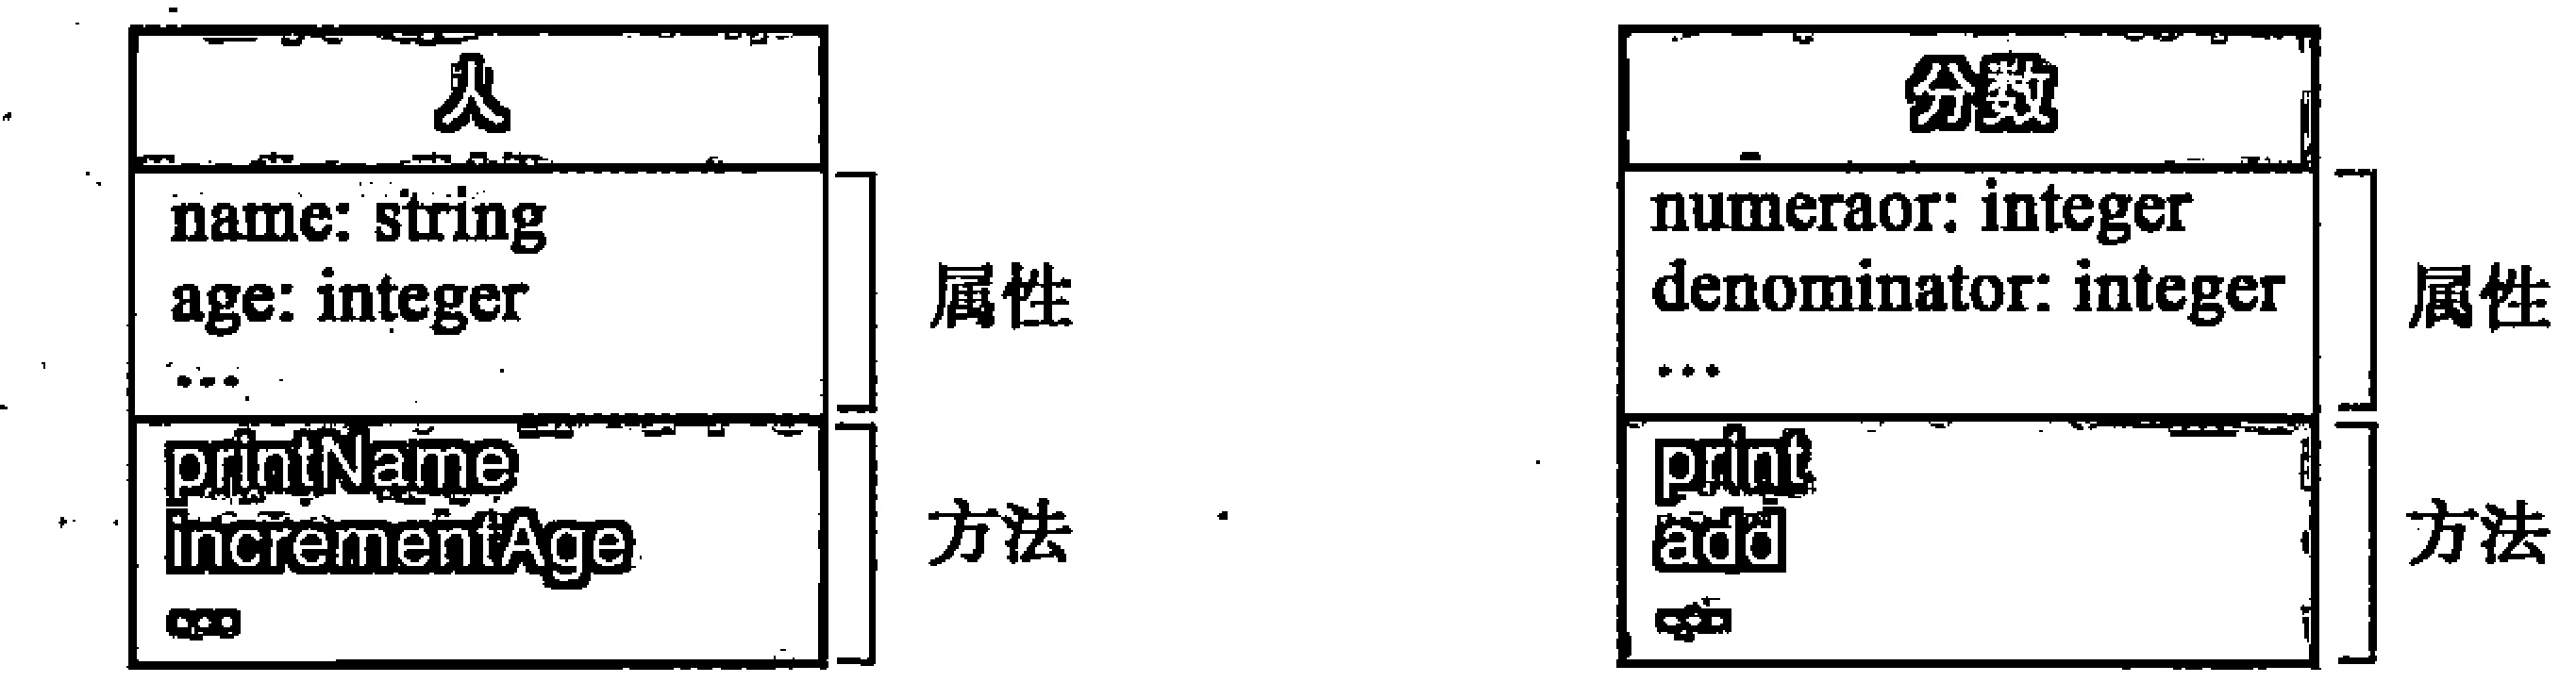 人
name: string
age: integer
...
属性
printName
incrementAge
...
方法
分数
numeraor: integer
denominator: integer
...
属性
print
add
...
方法